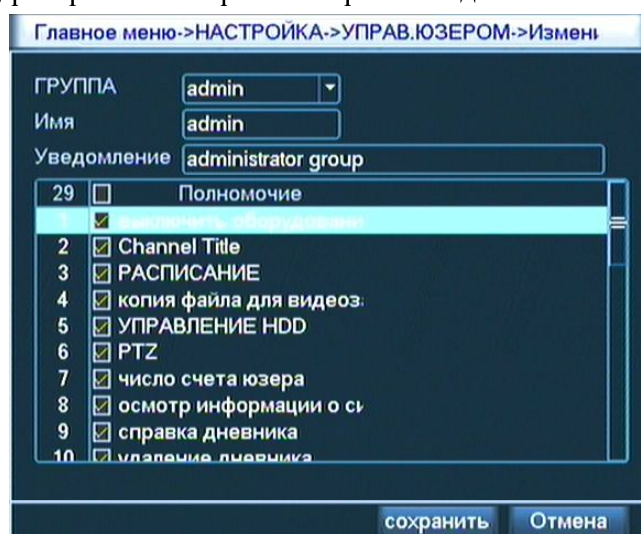 Главное меню->НАСТРОЙКА->УПРАВ.ЮЗЕРОМ->Измени
ГРУППА admin
Имя admin
Уведомление administrator group
29 Полномочие
1 выключить оборудовани
2 Channel Title
3 РАСПИСАНИЕ
4 копия файла для видеоз
5 УПРАВЛЕНИЕ HDD
6 PTZ
7 число счета юзера
8 осмотр информации о си
9 справка дневника
10 удаление дневника
сохранить Отмена